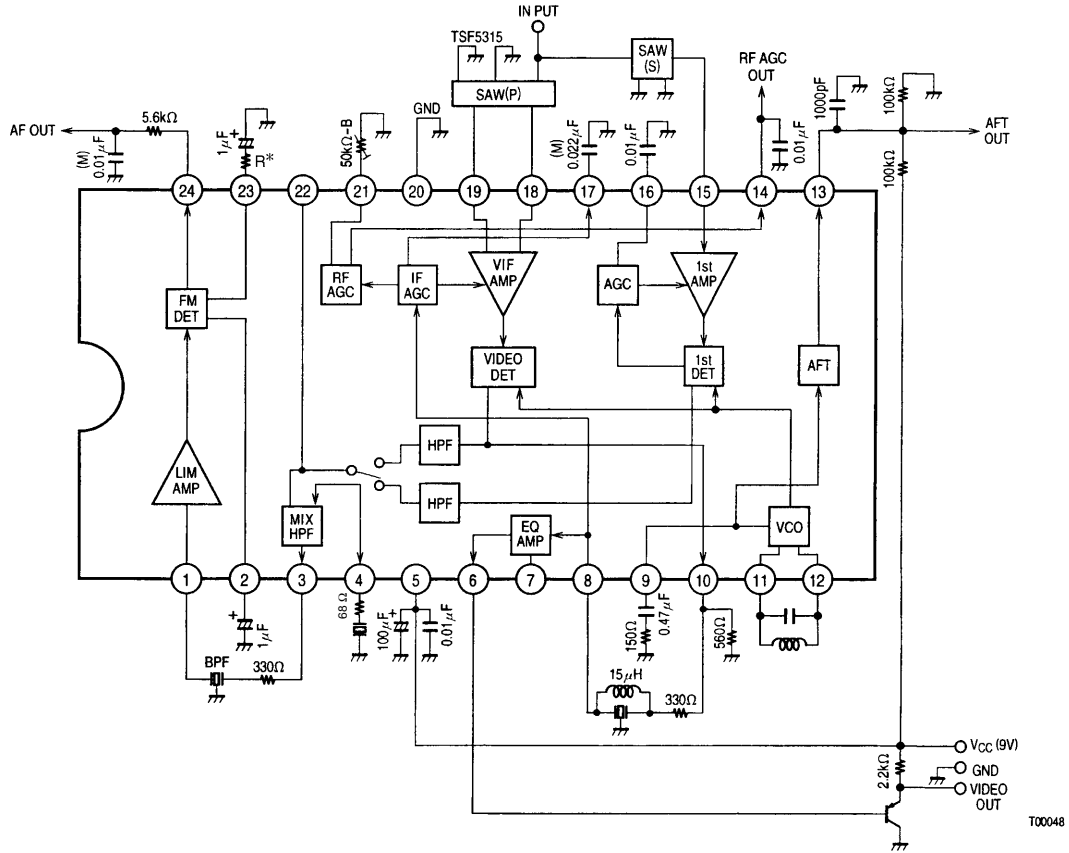 IN PUT
TSF5315
SAW
(S)
RF AGC
OUT
SAW(P)
1000pF
100kΩ
AF OUT
5.6kΩ
(M)
0.01μF
1μF
+
R*
50kΩ-B
GND
(M)
0.022μF
0.01μF
0.01μF
AFT
OUT
100kΩ
24
23
22
21
20
19
18
17
16
15
14
13
FM
DET
RF
AGC
IF
AGC
VIF
AMP
AGC
1st
AMP
VIDEO
DET
1st
DET
AFT
LIM
AMP
HPF
HPF
MIX
HPF
EQ
AMP
VCO
1
2
3
4
5
6
7
8
9
10
11
12
+
1μF
68Ω
100μF
+
0.01μF
150Ω
0.47μF
560Ω
BPF
330Ω
15μH
330Ω
VCC (9V)
2.2kΩ
GND
VIDEO
OUT
T00048